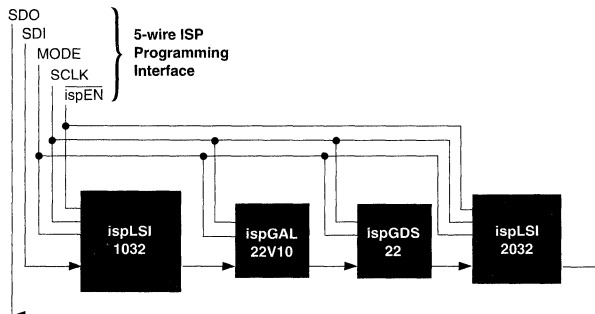 SDO
SDI
MODE
SCLK
ispEN
5-wire ISP
Programming
Interface
ispLSI
1032
ispGAL
22V10
ispGDS
22
ispLSI
2032